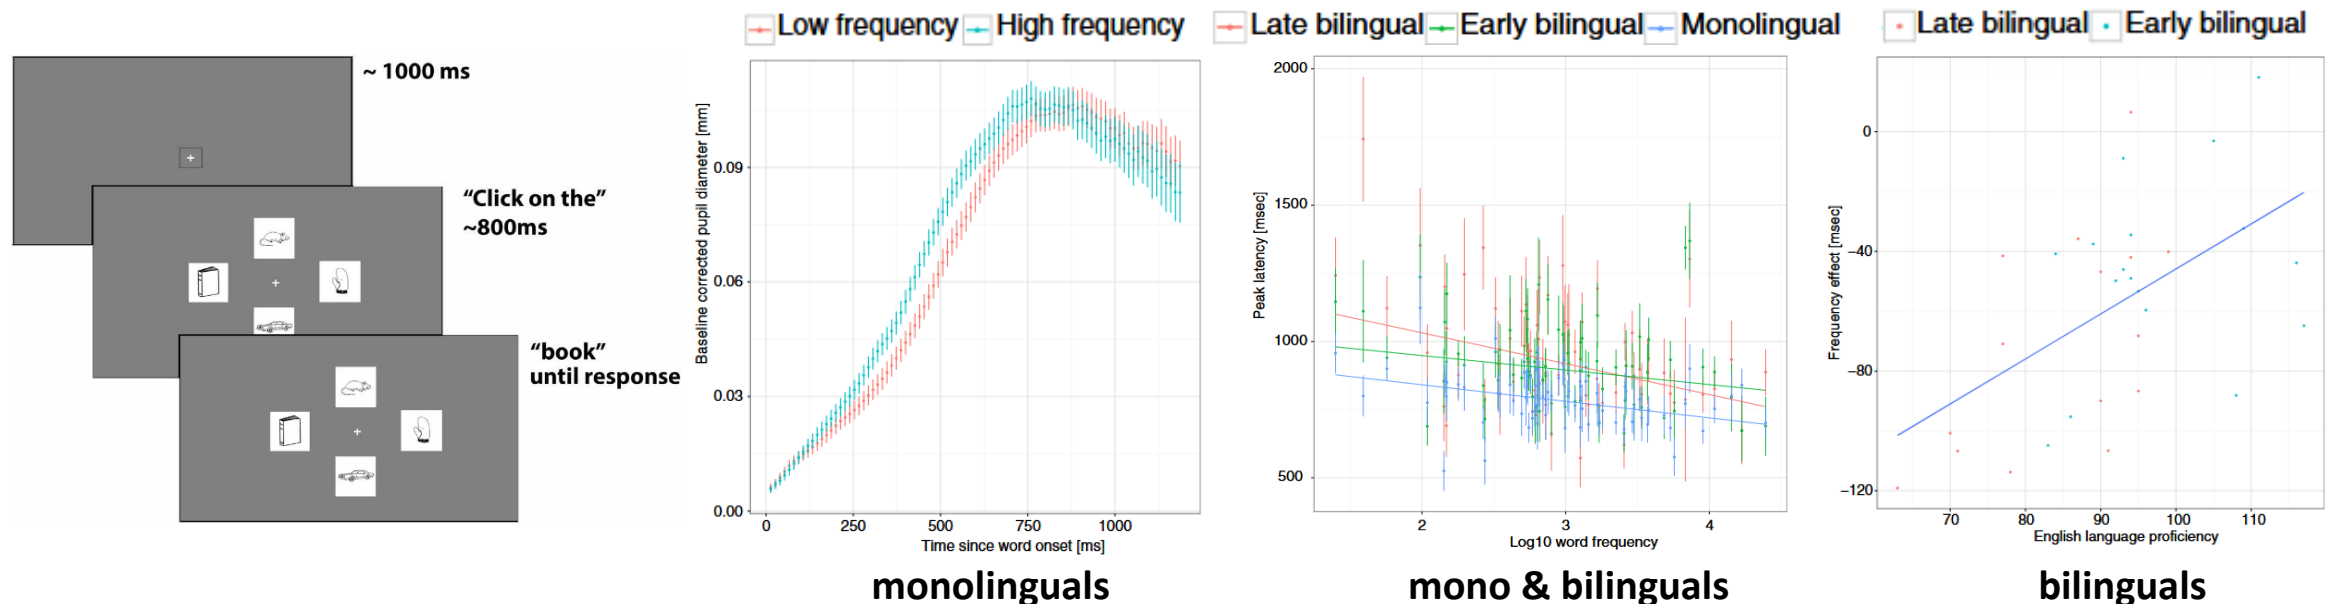 ~ 1000 ms
“Click on the”
~800ms
“book”
until response
Low frequency High frequency
Baseline corrected pupil diameter [mm]
0.09
0.06
0.03
0.00
0 250 500 750 1000
Time since word onset [ms]
monolinguals
Late bilingual Early bilingual Monolingual
Peak latency [msec]
2000
1500
1000
500
2 3 4
Log10 word frequency
mono & bilinguals
Late bilingual Early bilingual
Frequency effect [msec]
0
−40
−80
−120
70 80 90 100 110
English language proficiency
bilinguals